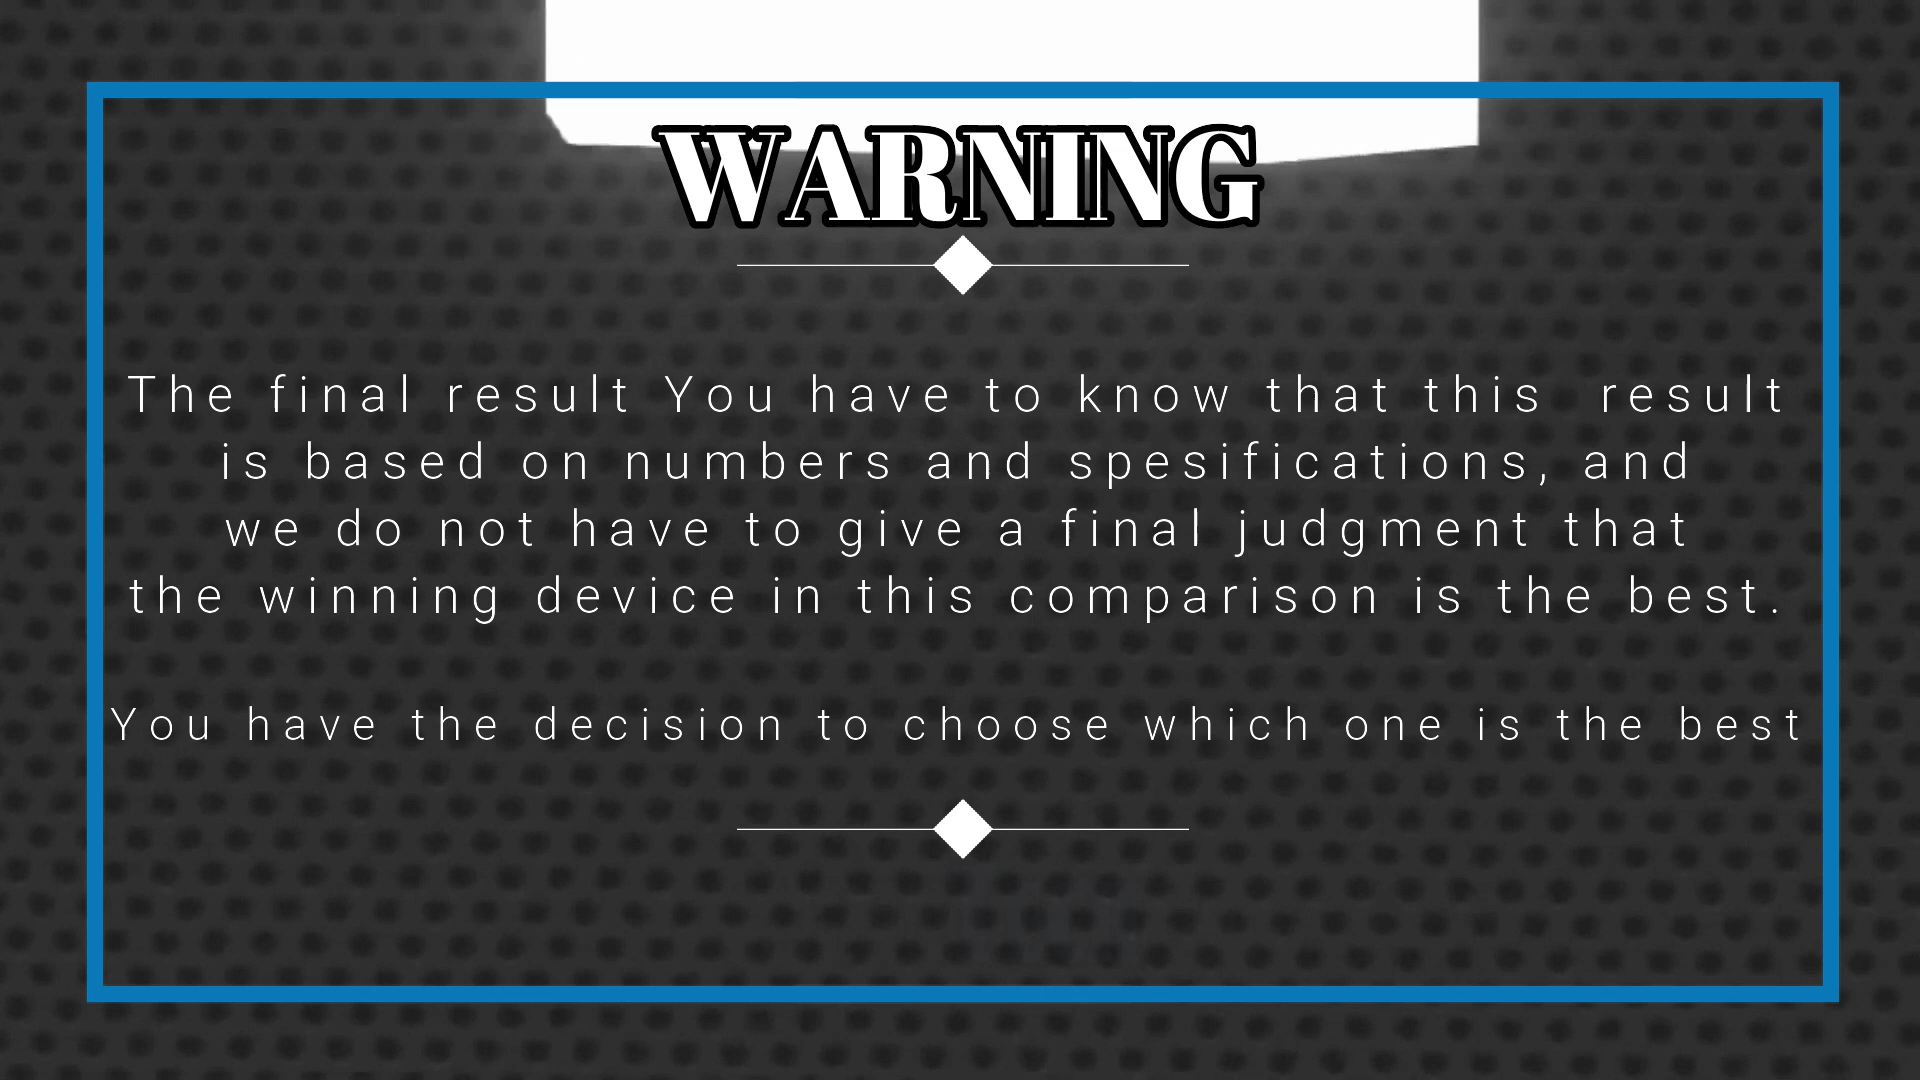 WARNING
The final result You have to know that this result
is based on numbers and spesifications, and
we do not have to give a final judgment that
the winning device in this comparison is the best.
You have the decision to choose which one is the best